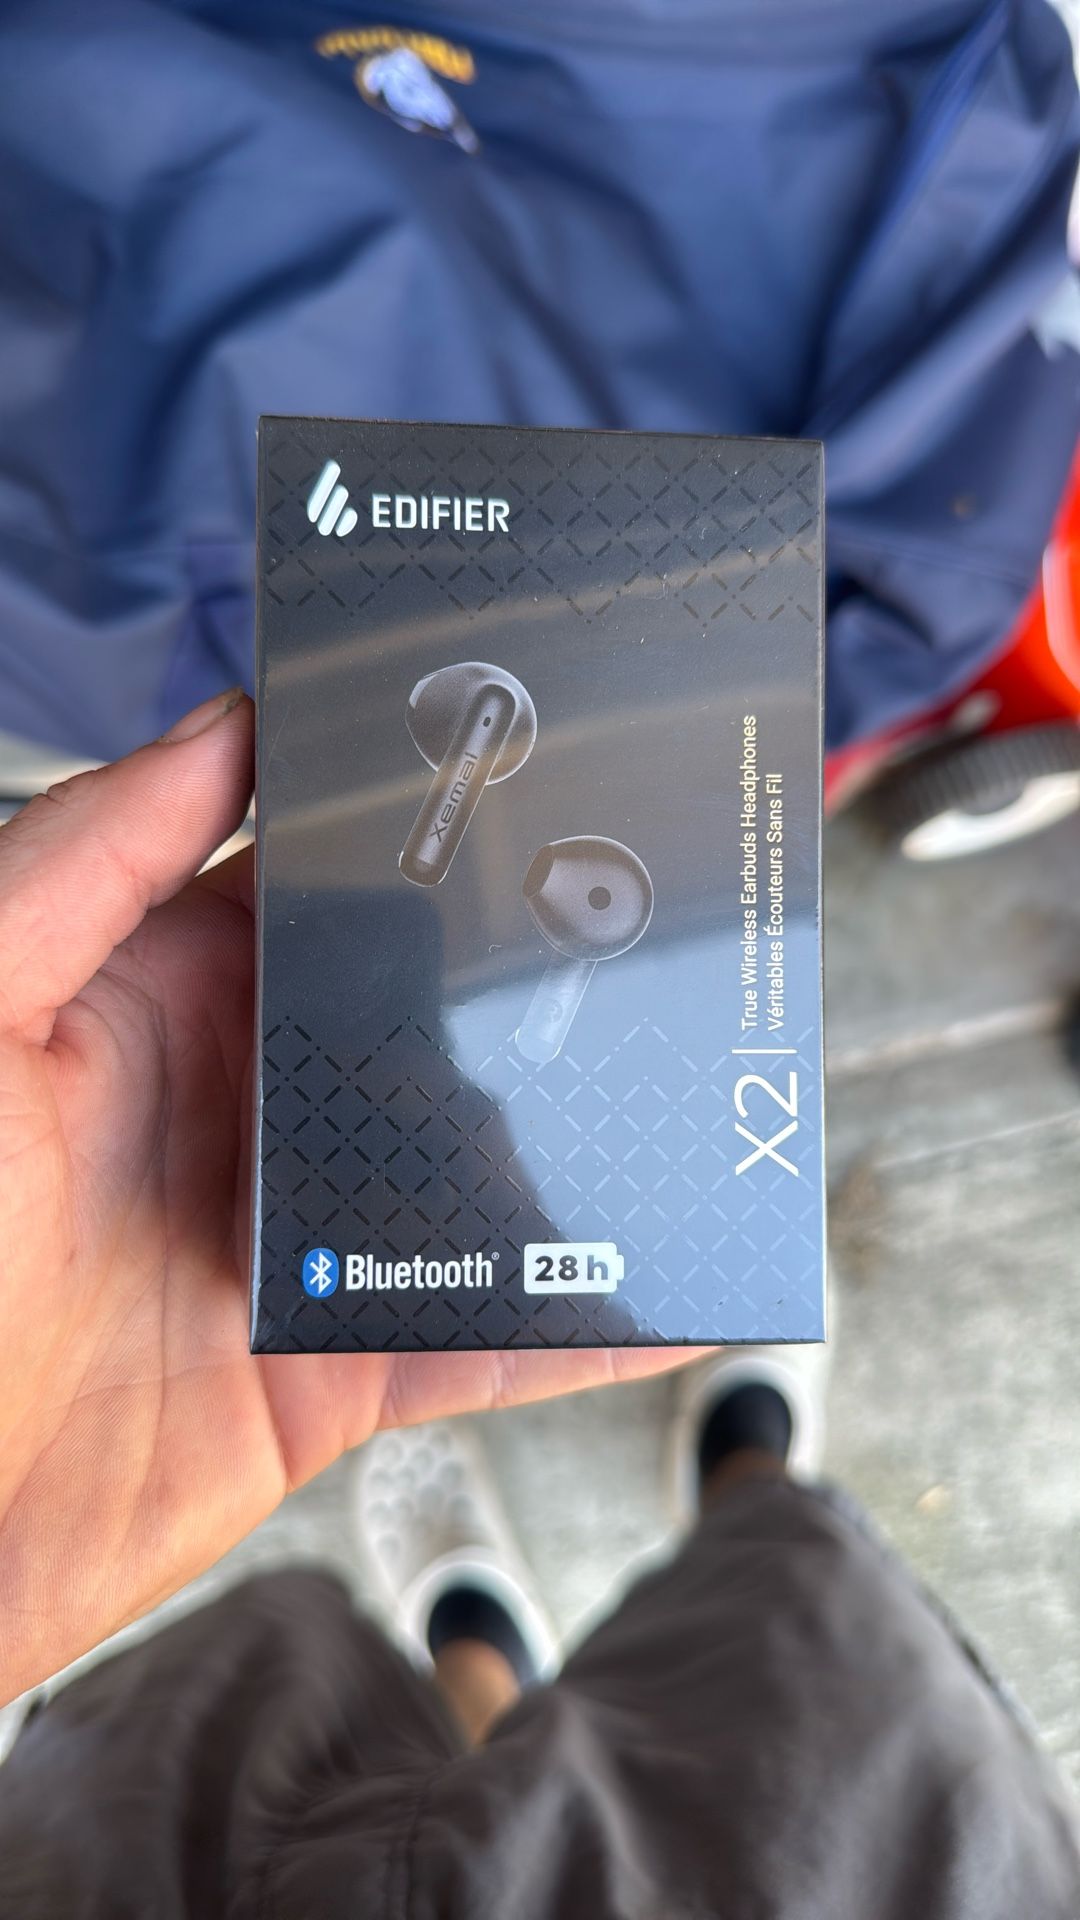 EDIFIER
xemal
True Wireless Earbuds Headphones
Véritables Écouteurs Sans Fil
X2
Bluetooth®
28h